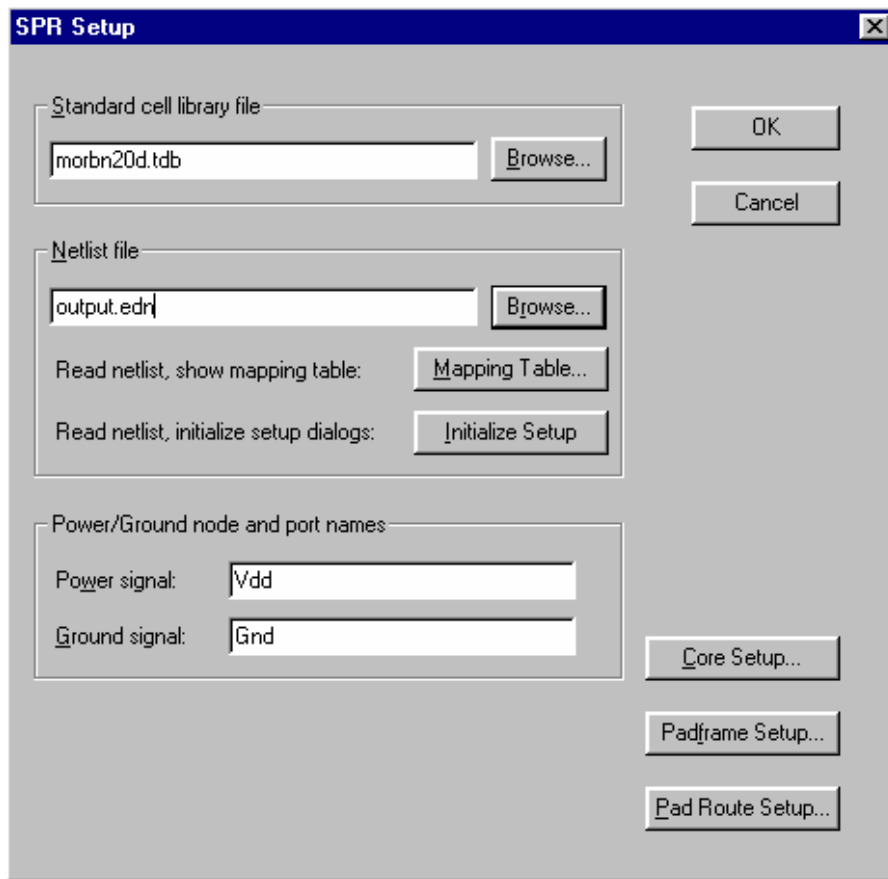 SPR Setup
Standard cell library file
morbn20d.tdb
Browse...
OK
Cancel
Netlist file
output.edn
Browse...
Read netlist, show mapping table:
Mapping Table...
Read netlist, initialize setup dialogs:
Initialize Setup
Power/Ground node and port names
Power signal:
Vdd
Ground signal:
Gnd
Core Setup...
Padframe Setup...
Pad Route Setup...